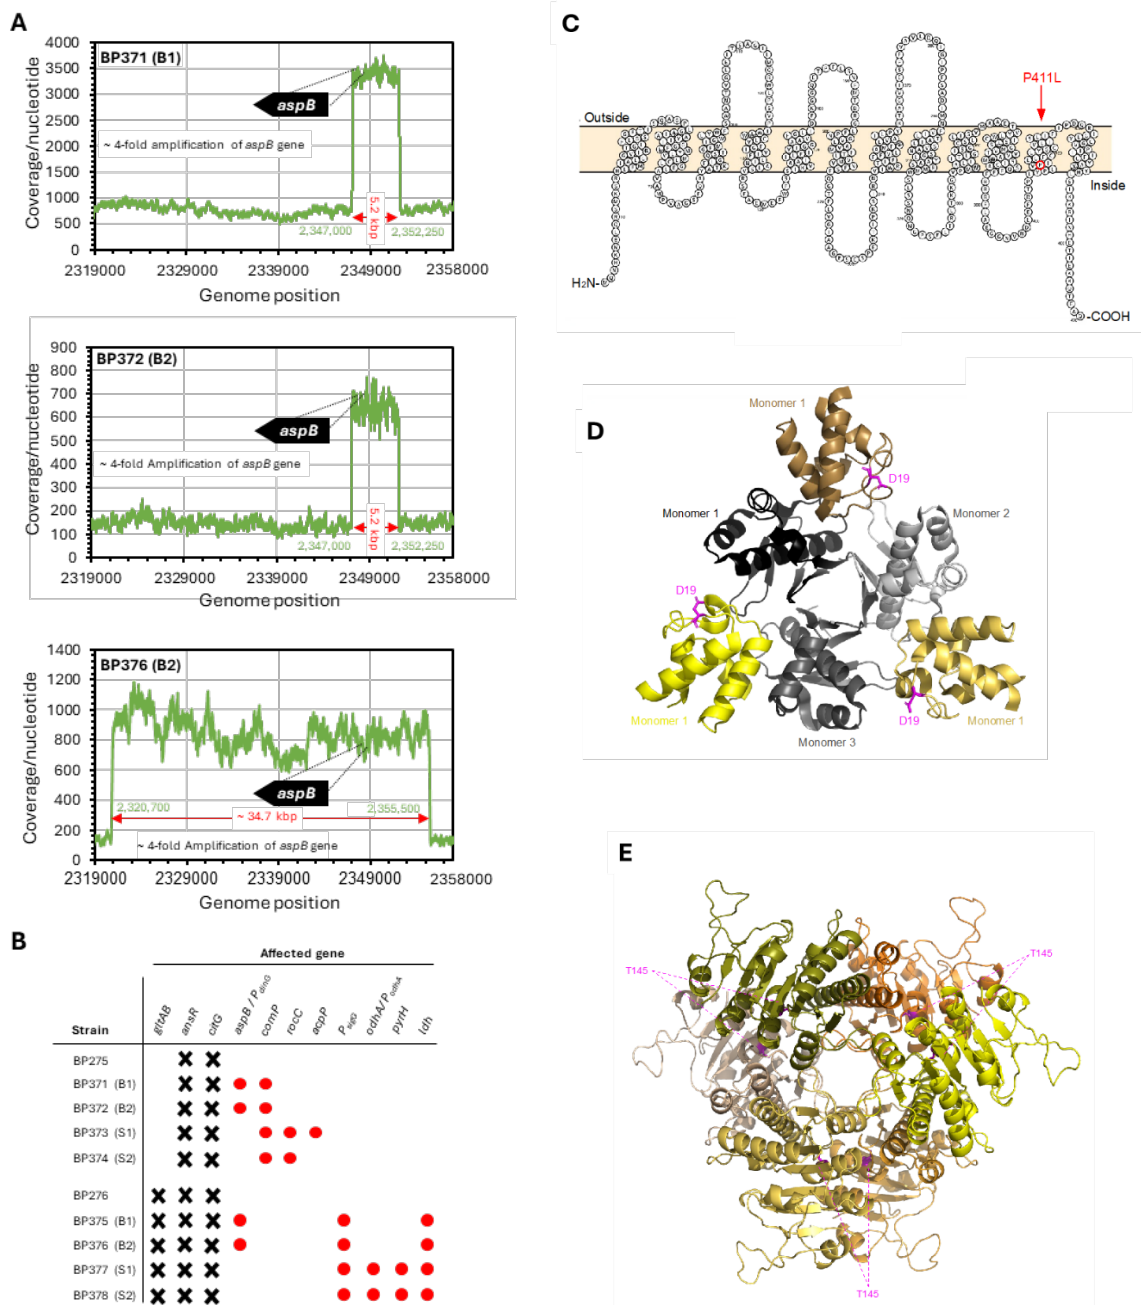 A
BP371 (B1)
Coverage/nucleotide
4000
3500
3000
2500
2000
1500
1000
500
0
aspB
~ 4-fold amplification of aspB gene
5.2 kbp
2,347,000
2,352,250
2319000 2329000 2339000 2349000 2358000
Genome position
BP372 (B2)
Coverage/nucleotide
900
800
700
600
500
400
300
200
100
0
aspB
~ 4-fold Amplification of aspB gene
5.2 kbp
2,347,000
2,352,250
2319000 2329000 2339000 2349000 2358000
Genome position
BP376 (B2)
Coverage/nucleotide
1400
1200
1000
800
600
400
200
0
aspB
2,320,700
2,355,500
~ 34.7 kbp
~ 4-fold Amplification of aspB gene
2319000 2329000 2339000 2349000 2358000
Genome position
B
Affected gene
Strain gltAB ansR citG aspB / PdinG comP rocC acpP PsigG odhA/ PodhA pyrH ldh
BP275
BP371 (B1)
BP372 (B2)
BP373 (S1)
BP374 (S2)
BP276
BP375 (B1)
BP376 (B2)
BP377 (S1)
BP378 (S2)
C
P411L
Outside
Inside
H2N-
-COOH
D
Monomer 1
D19
Monomer 1
Monomer 2
D19
Monomer 1
D19
Monomer 1
Monomer 3
E
T145
T145
T145